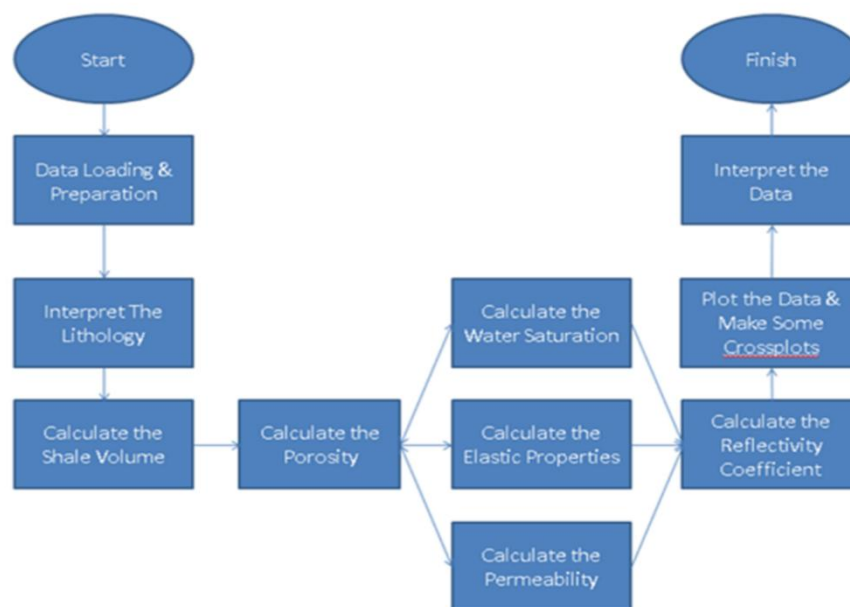 Start
Data Loading &
Preparation
Interpret The
Lithology
Calculate the
Shale Volume
Calculate the
Porosity
Calculate the
Water Saturation
Calculate the
Elastic Properties
Calculate the
Permeability
Calculate the
Reflectivity
Coefficient
Plot the Data &
Make Some
Crossplots
Interpret the
Data
Finish